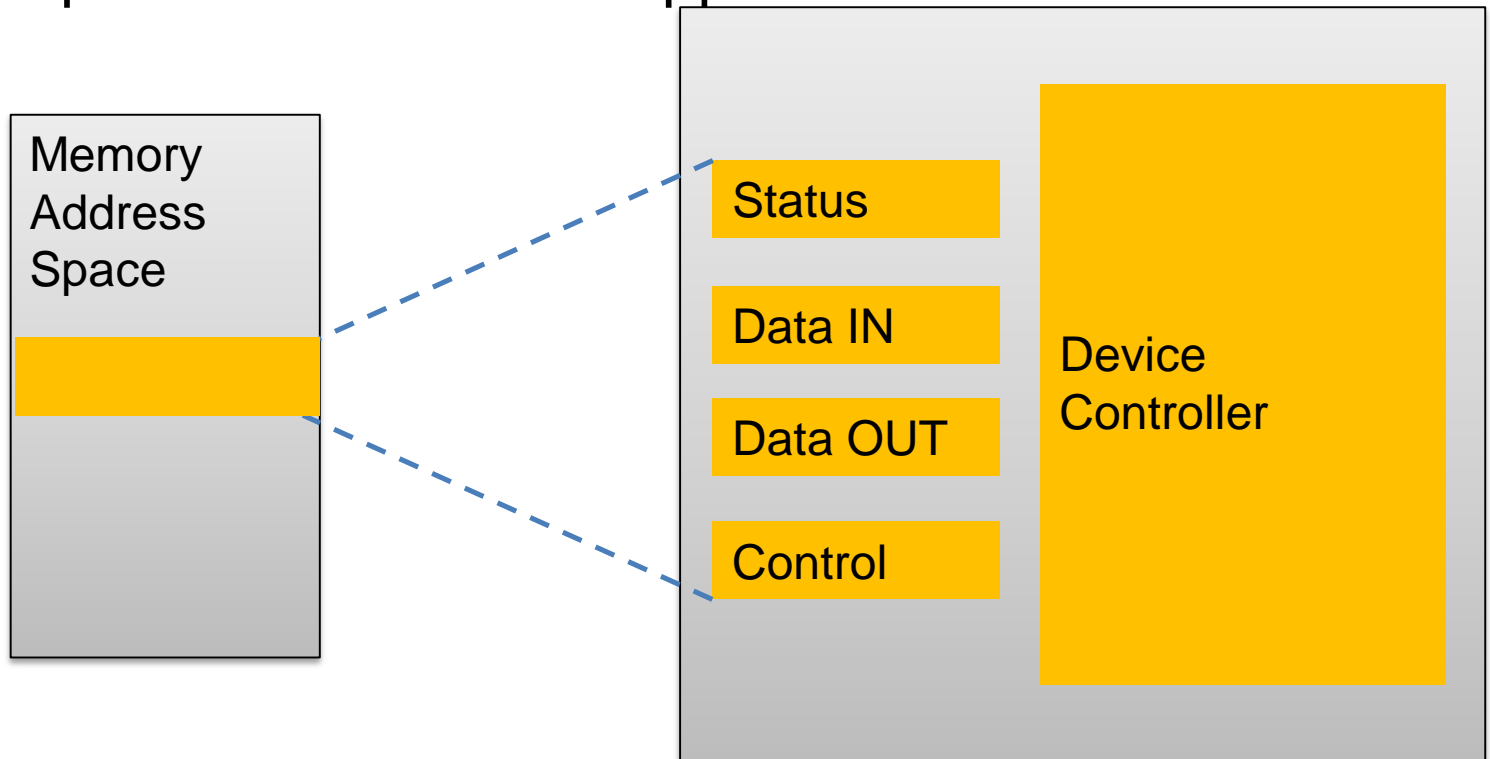 Memory
Address
Space
Status
Data IN
Data OUT
Control
Device
Controller